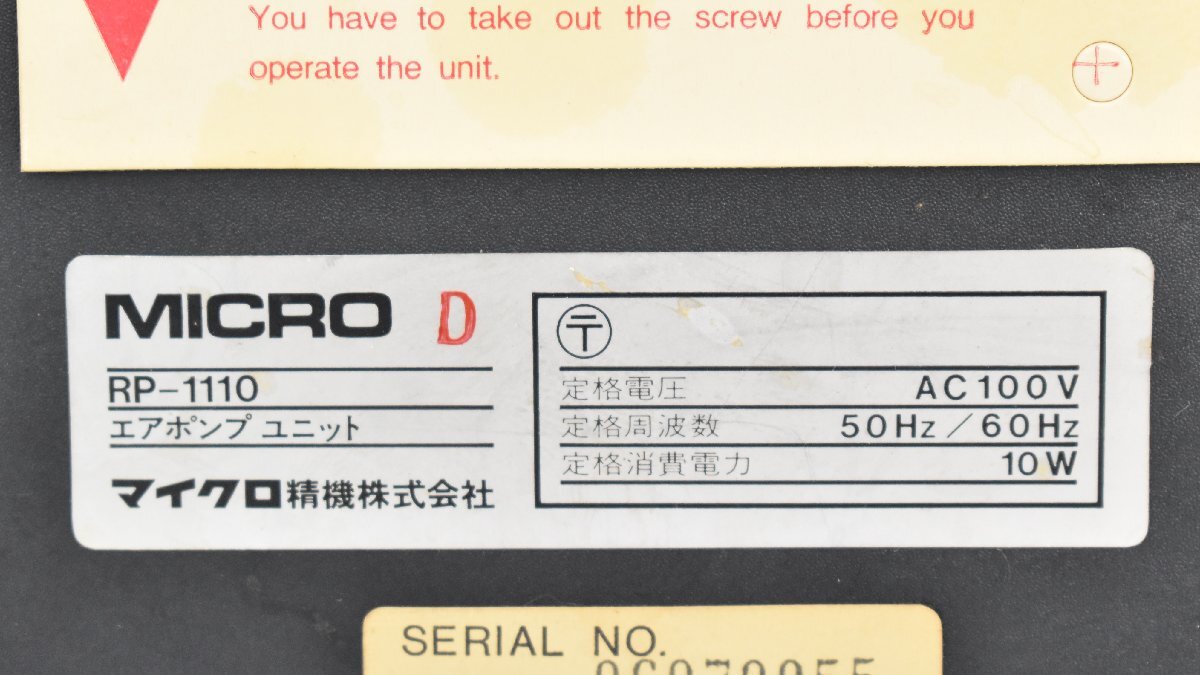 You have to take out the screw before you
operate the unit.
MICRO D
RP-1110
エアポンプ ユニット
マイクロ精機株式会社
〒
定格電圧 AC100V
定格周波数 50Hz/60Hz
定格消費電力 10W
SERIAL NO.